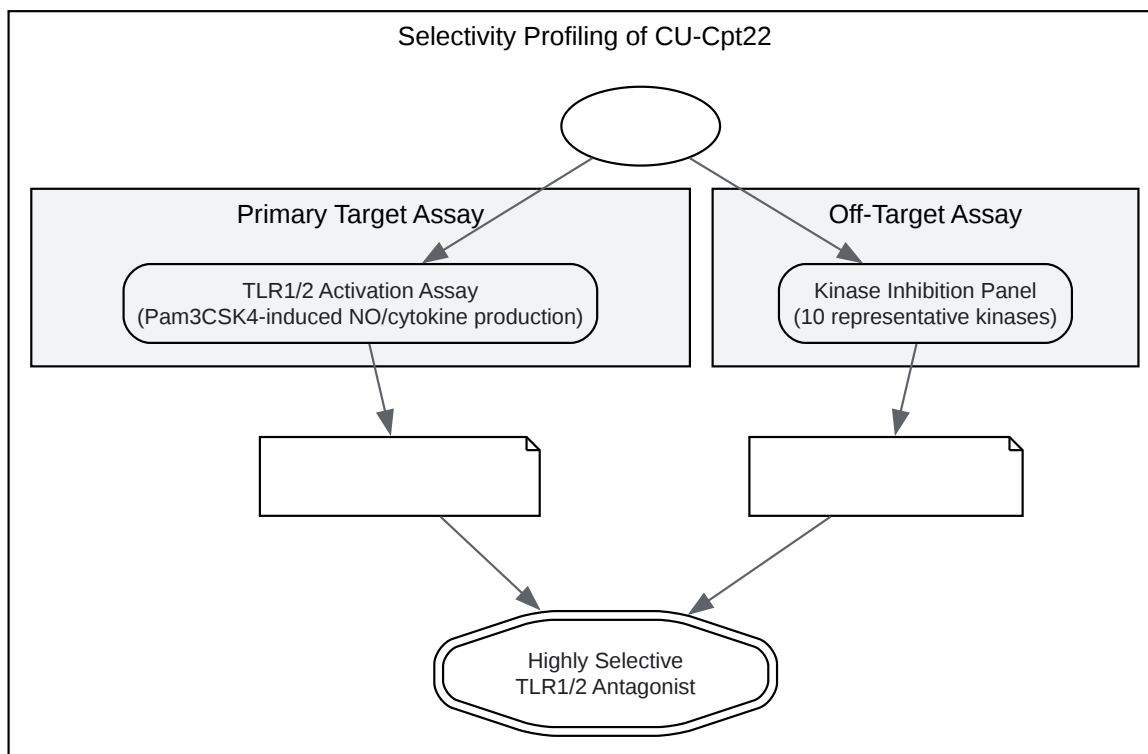 Selectivity Profiling of CU-Cpt22
Primary Target Assay
Off-Target Assay
TLR1/2 Activation Assay
(Pam3CSK4-induced NO/cytokine production)
Kinase Inhibition Panel
(10 representative kinases)
Highly Selective
TLR1/2 Antagonist